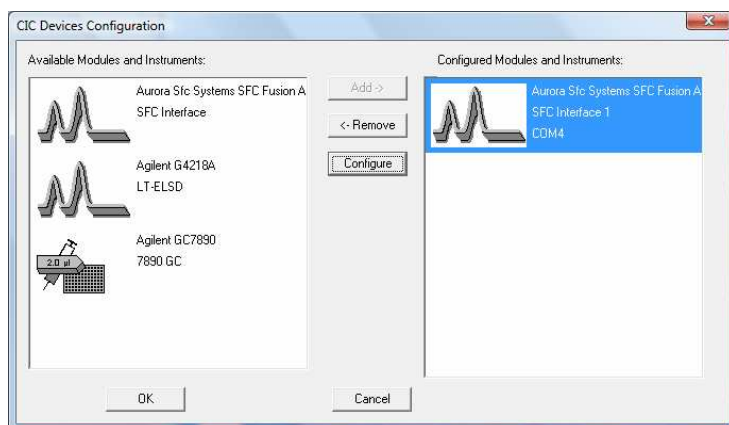 CIC Devices Configuration
Available Modules and Instruments:
Aurora Sfc Systems SFC Fusion A
SFC Interface
Agilent G4218A
LT-ELSD
Agilent GC7890
7890 GC
2.0 µl
Add ->
<- Remove
Configure
Configured Modules and Instruments:
Aurora Sfc Systems SFC Fusion A
SFC Interface 1
COM4
OK
Cancel